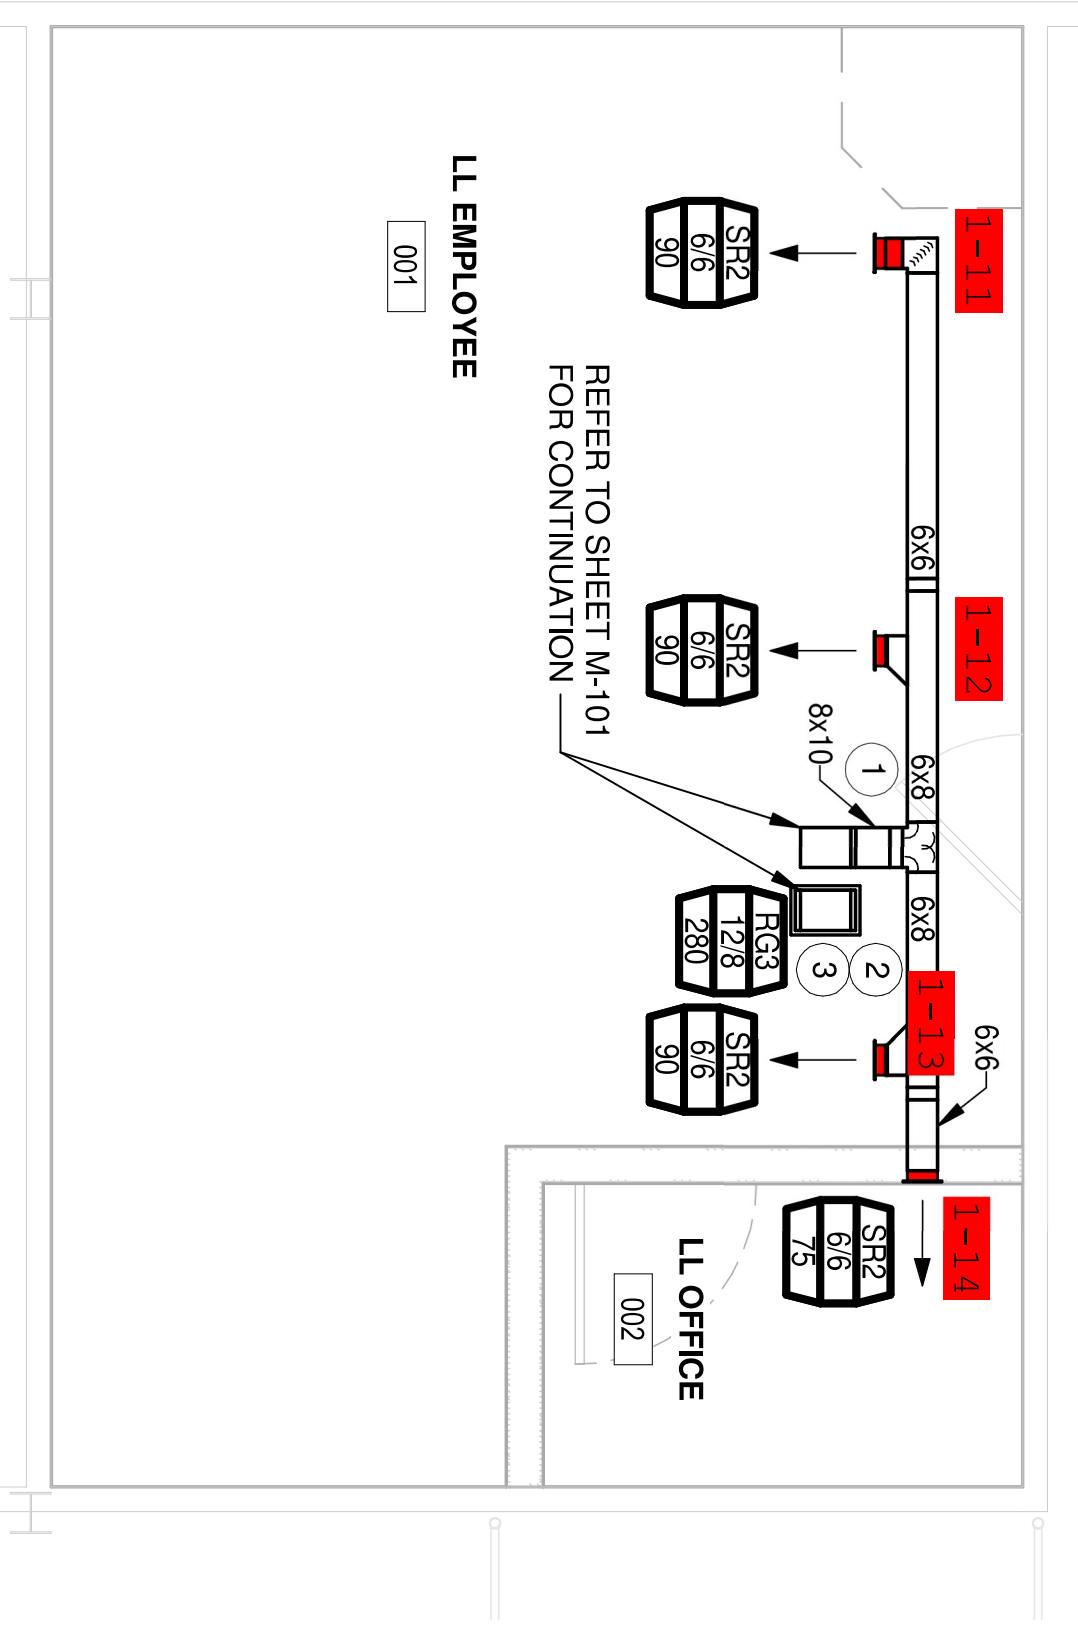 1-11
SR2
6/6
90
LL EMPLOYEE
001
REFER TO SHEET M-101
FOR CONTINUATION
6x6
1-12
SR2
6/6
90
8x10
1
6x8
6x8
RG3
12/8
280
2
3
1-13
6x6
SR2
6/6
90
1-14
SR2
6/6
75
LL OFFICE
002